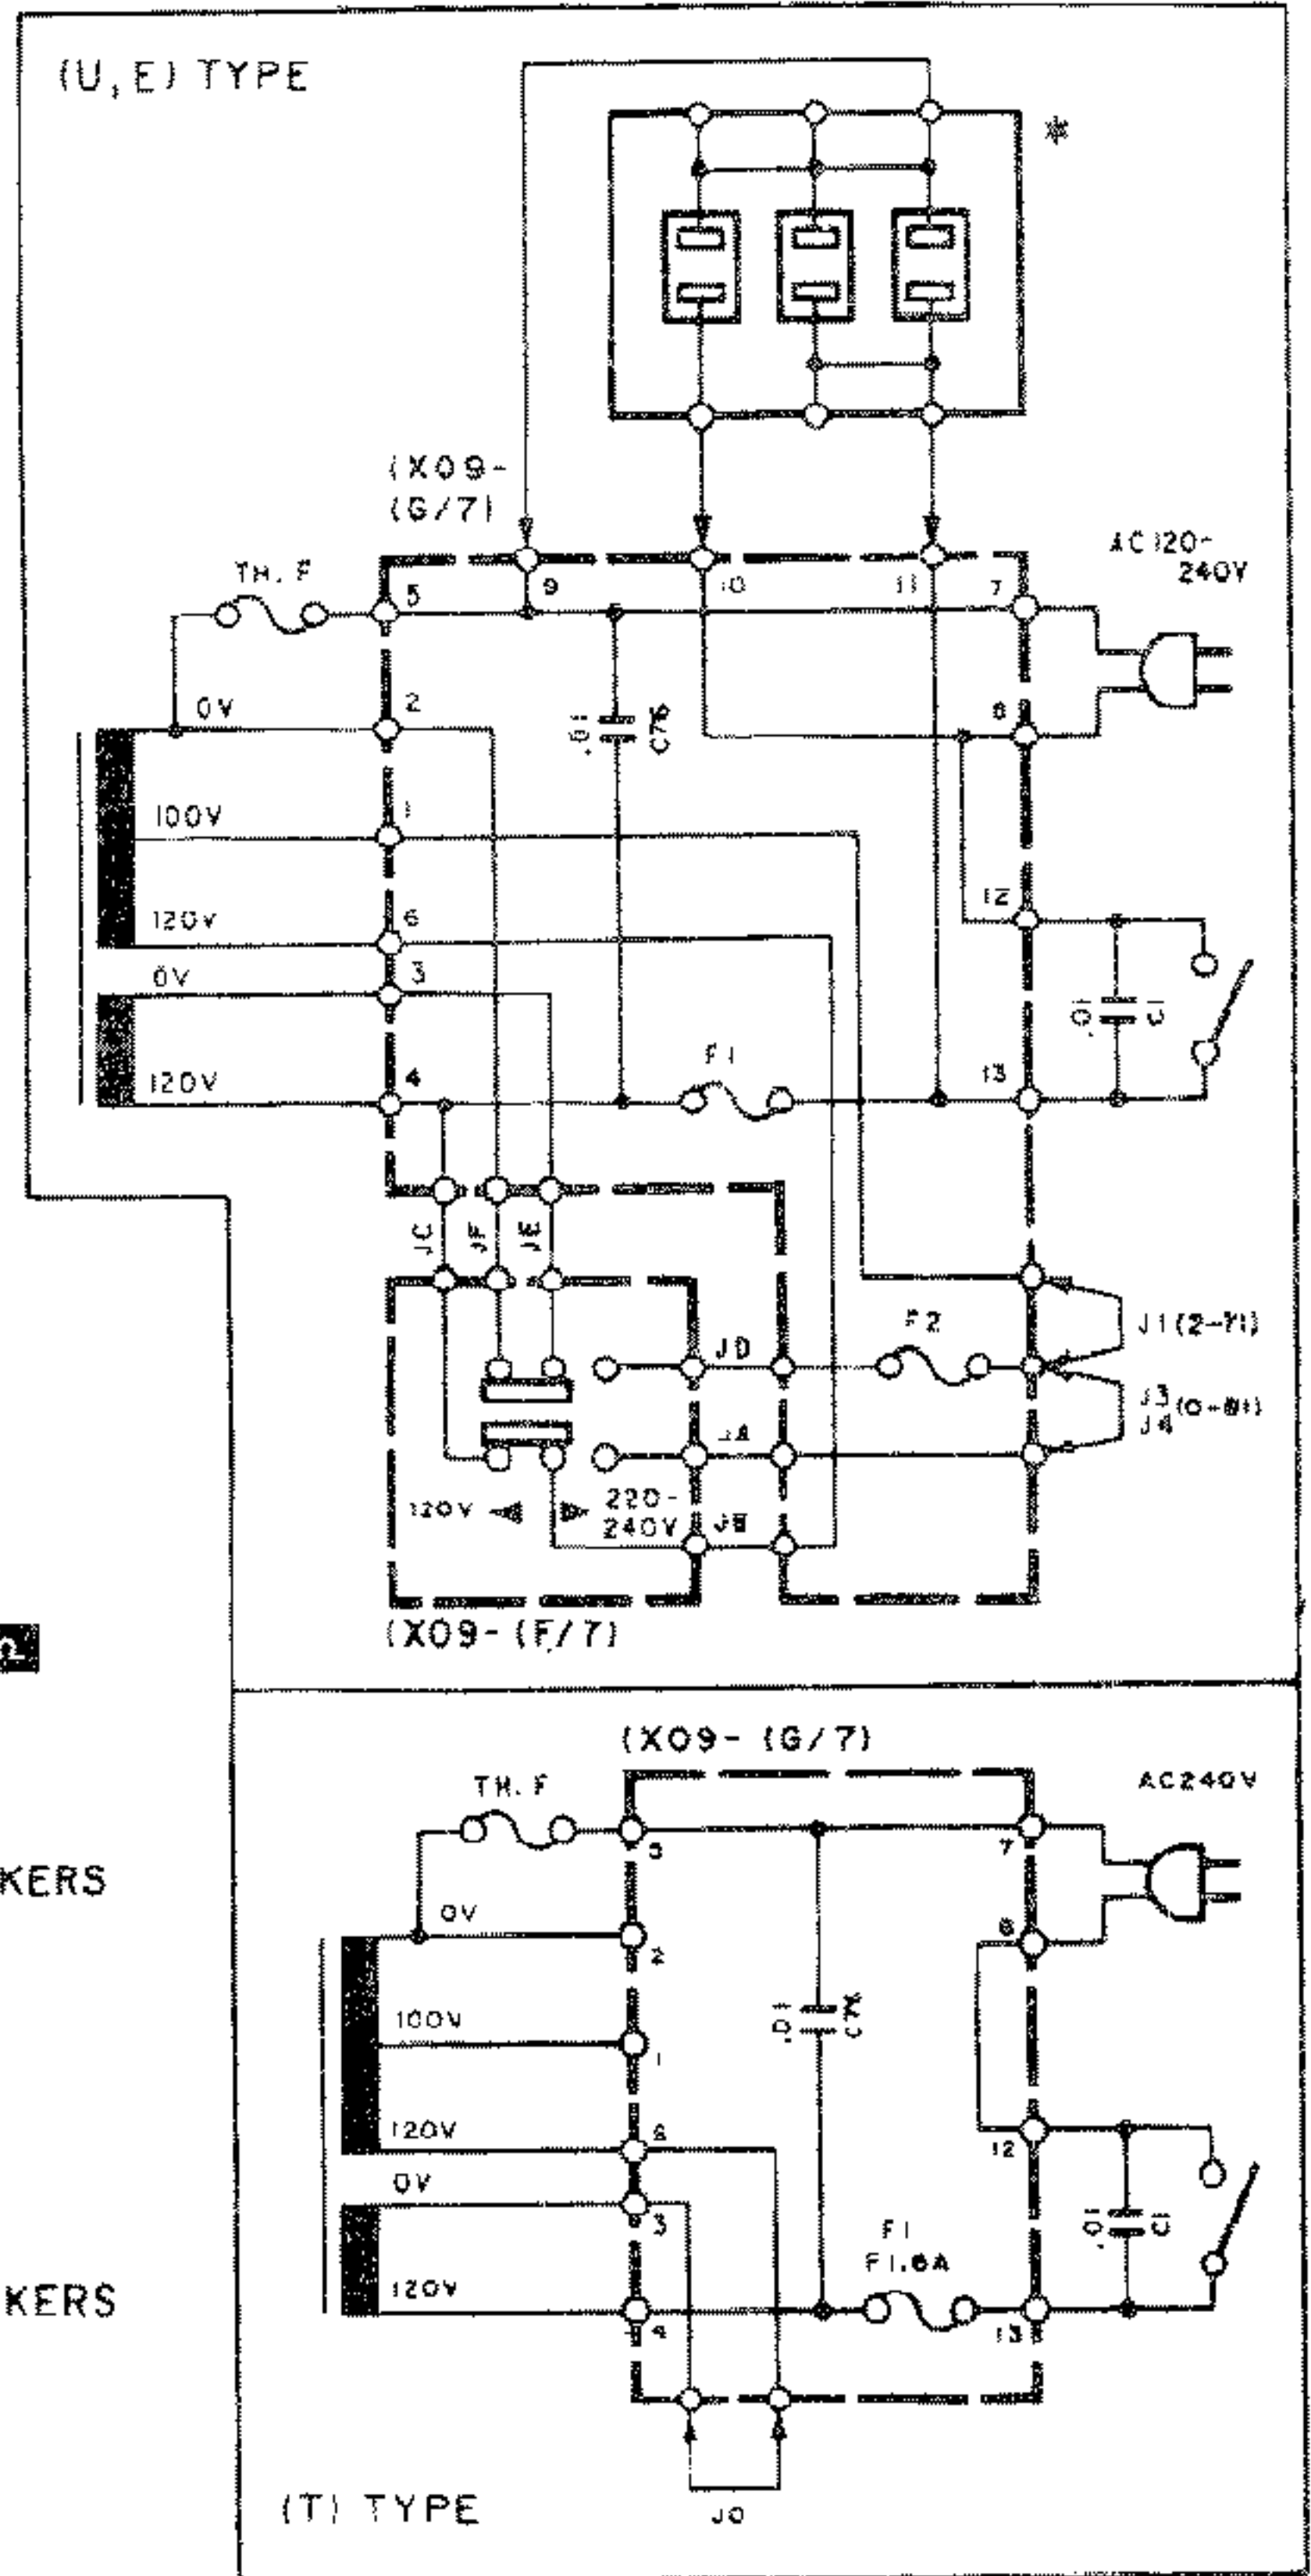 (U,E) TYPE
*
(X09-
(G/7)
AC120-
240V
TH. F
5
9
10
11
7
0V
2
.01
C76
8
100V
1
12
120V
6
0V
3
.01
C1
F1
120V
4
13
JC
JF
JE
F2
J1(2-71)
JD
J3
J4
JA
120V
220-
240V
JB
(X09-(F/7)
(X09-(G/7)
TH. F
AC240V
5
7
0V
2
8
100V
1
.01
C76
120V
6
12
0V
3
.01
C1
F1
F1.6A
120V
4
13
KERS
KERS
(T) TYPE
JO